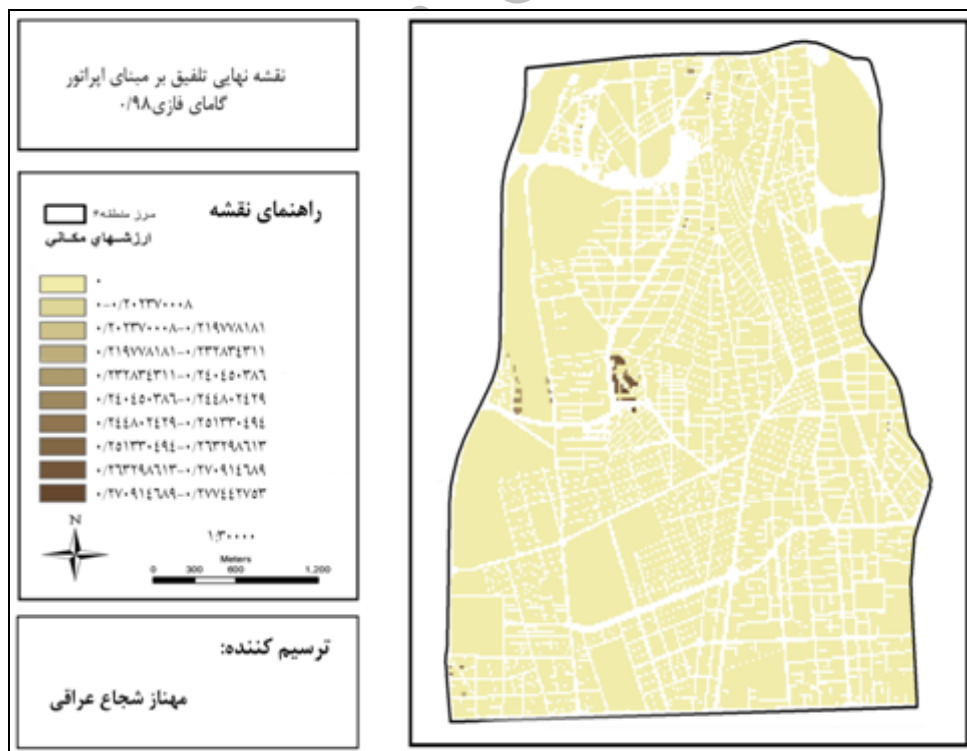 نقشه نهایی تلفیق بر مبنای اپراتور
گامای فازی۰/۹۸
راهنمای نقشه
مرز منطقه۶
ارزشهای مکانی
۰
۰-۰/۲۰۲۳۷۰۰۰۸
۰/۲۰۲۳۷۰۰۰۸-۰/۲۱۹۷۷۸۱۸۱
۰/۲۱۹۷۷۸۱۸۱-۰/۲۳۲۸۳۴۳۱۱
۰/۲۳۲۸۳۴۳۱۱-۰/۲۴۰۴۵۰۳۸۶
۰/۲۴۰۴۵۰۳۸۶-۰/۲۴۴۸۰۲۴۲۹
۰/۲۴۴۸۰۲۴۲۹-۰/۲۵۱۳۳۰۴۹۴
۰/۲۵۱۳۳۰۴۹۴-۰/۲۶۳۲۹۸۶۱۳
۰/۲۶۳۲۹۸۶۱۳-۰/۲۷۰۹۱۴۶۸۹
۰/۲۷۰۹۱۴۶۸۹-۰/۲۷۷۴۴۲۷۵۳
N
۱:۳۰۰۰۰
Meters
0 300 600 1,200
ترسیم کننده:
مهناز شجاع عراقی